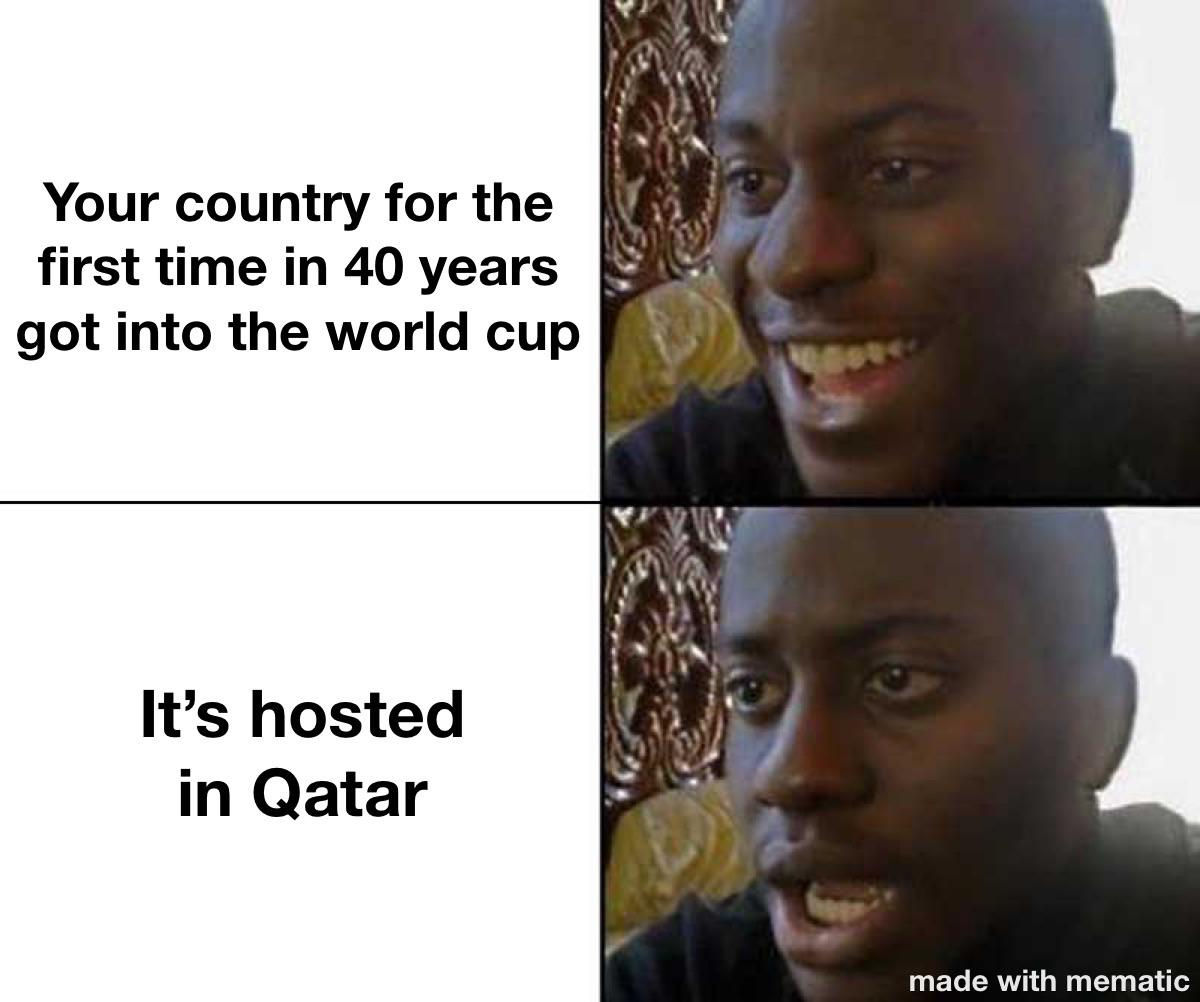 Your country for the
first time in 40 years
got into the world cup
It’s hosted
in Qatar
made with mematic